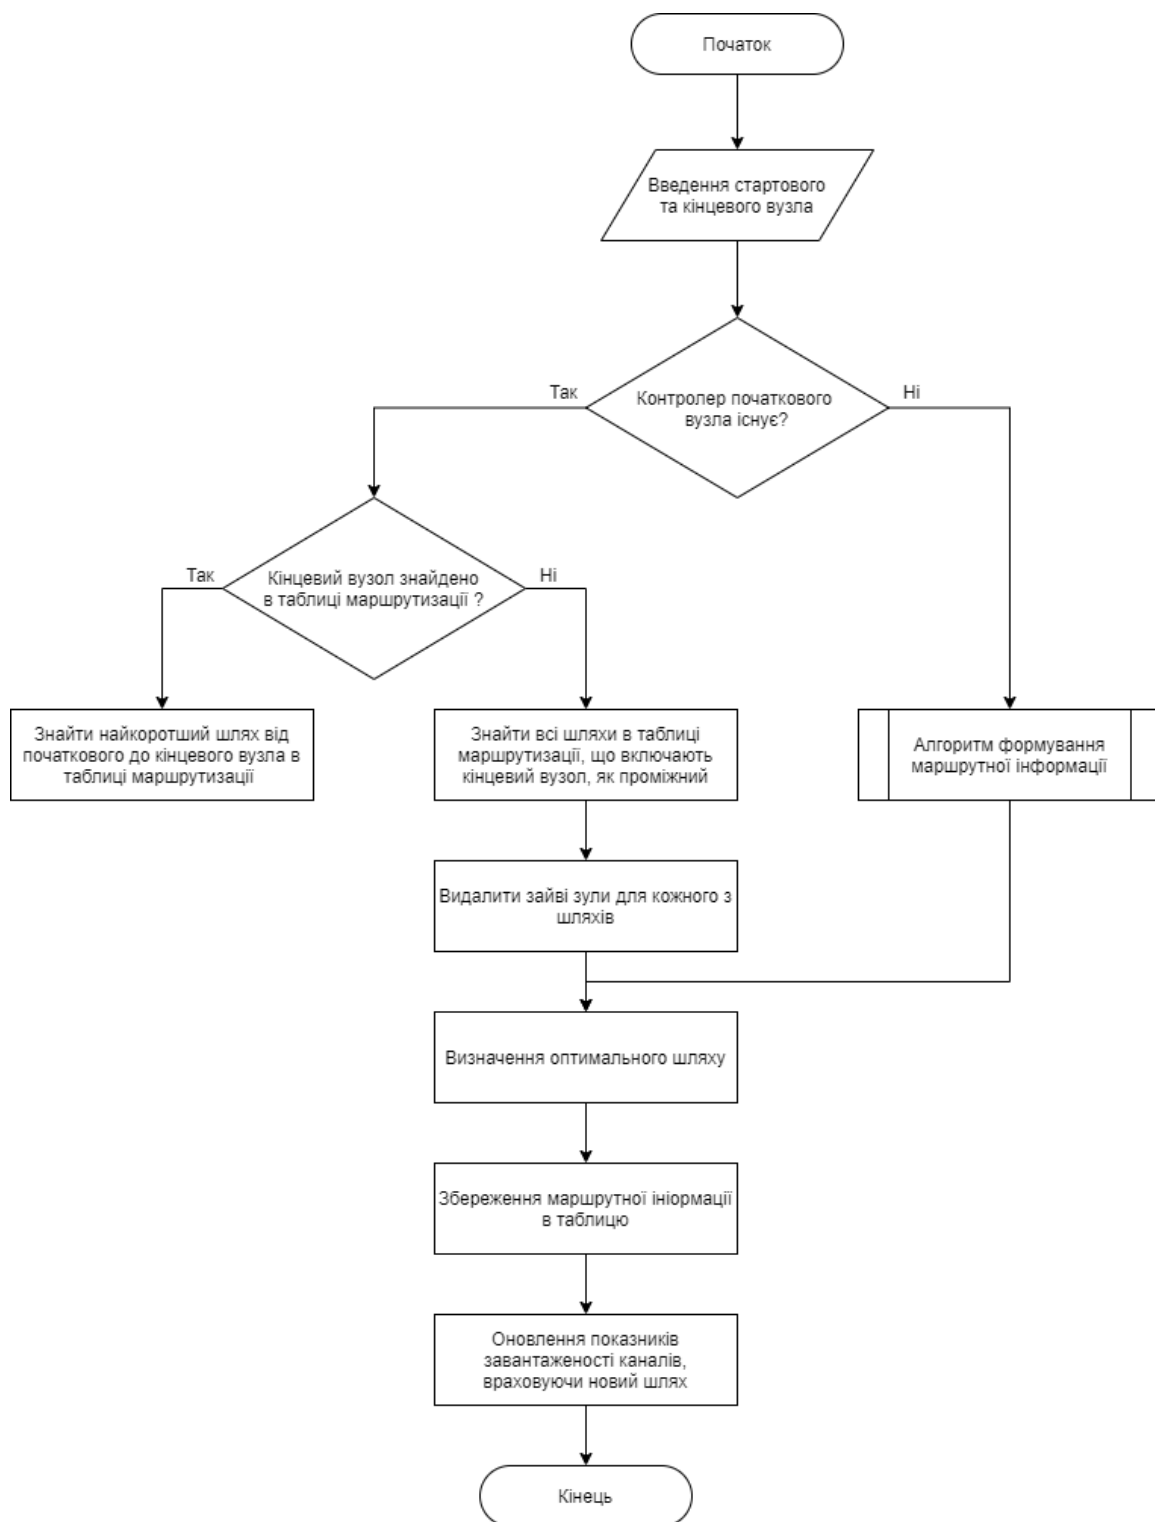 Початок
Введення стартового
та кінцевого вузла
Так
Контролер початкового
вузла існує?
Ні
Так
Кінцевий вузол знайдено
в таблиці маршрутизації ?
Ні
Знайти найкоротший шлях від
початкового до кінцевого вузла в
таблиці маршрутизації
Знайти всі шляхи в таблиці
маршрутизації, що включають
кінцевий вузол, як проміжний
Алгоритм формування
маршрутної інформації
Видалити зайві зули для кожного з
шляхів
Визначення оптимального шляху
Збереження маршрутної ініормації
в таблицю
Оновлення показників
завантаженості каналів,
враховуючи новий шлях
Кінець